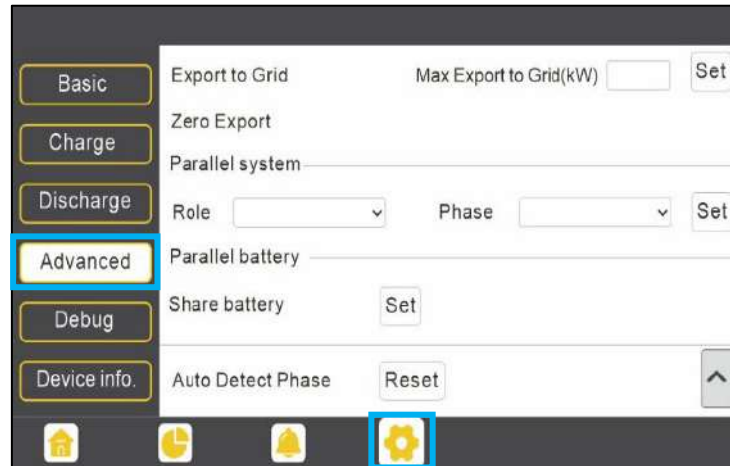 Basic
Charge
Discharge
Advanced
Debug
Device info.
Export to Grid Max Export to Grid(kW) Set
Zero Export
Parallel system
Role Phase Set
Parallel battery
Share battery Set
Auto Detect Phase Reset